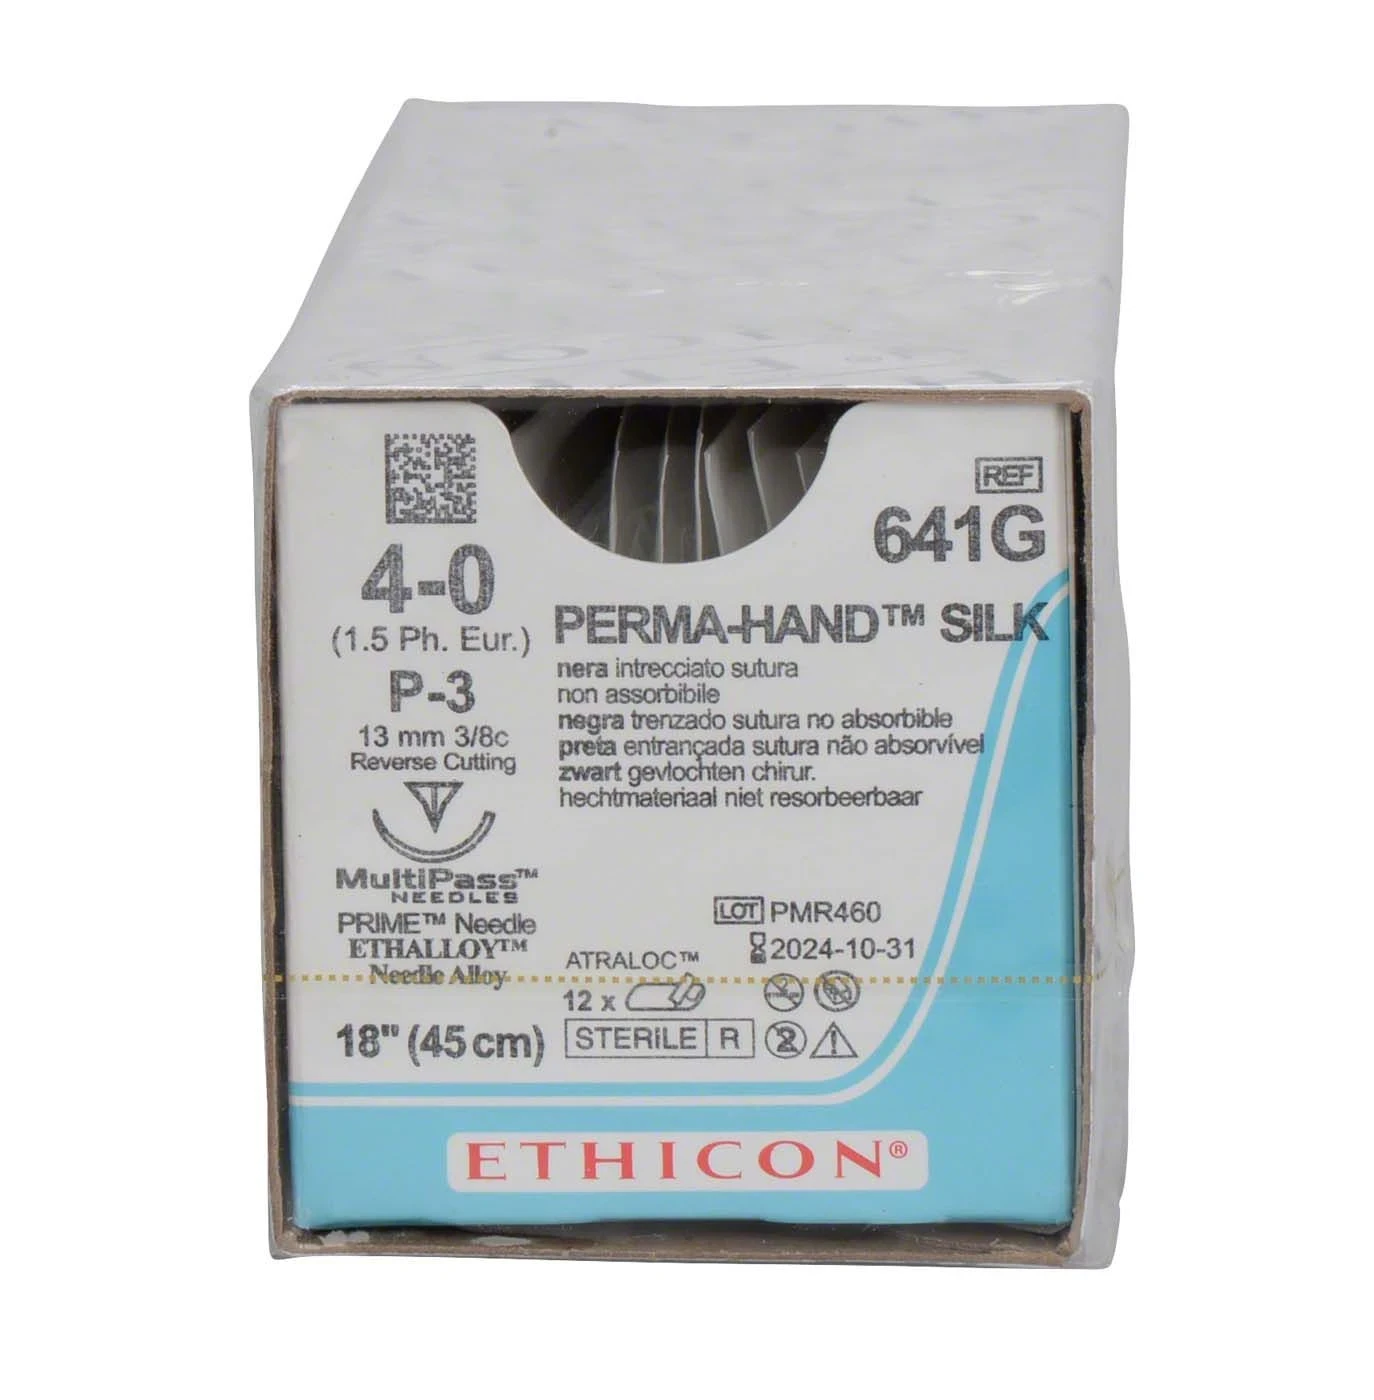 REF
641G
4-0
(1.5 Ph. Eur.)
P-3
13 mm 3/8c
Reverse Cutting
MultiPass™
NEEDLES
PRIME™ Needle
ETHALLOY™
Needle Alloy
18" (45 cm)
PERMA-HAND™ SILK
nera intrecciato sutura
non assorbibile
negra trenzado sutura no absorbible
preta entrançada sutura não absorvível
zwart gevlochten chirur.
hechtmateriaal niet resorbeerbaar
LOT PMR460
2024-10-31
ATRALOC™
12 x
STERILE R
2
ETHICON®